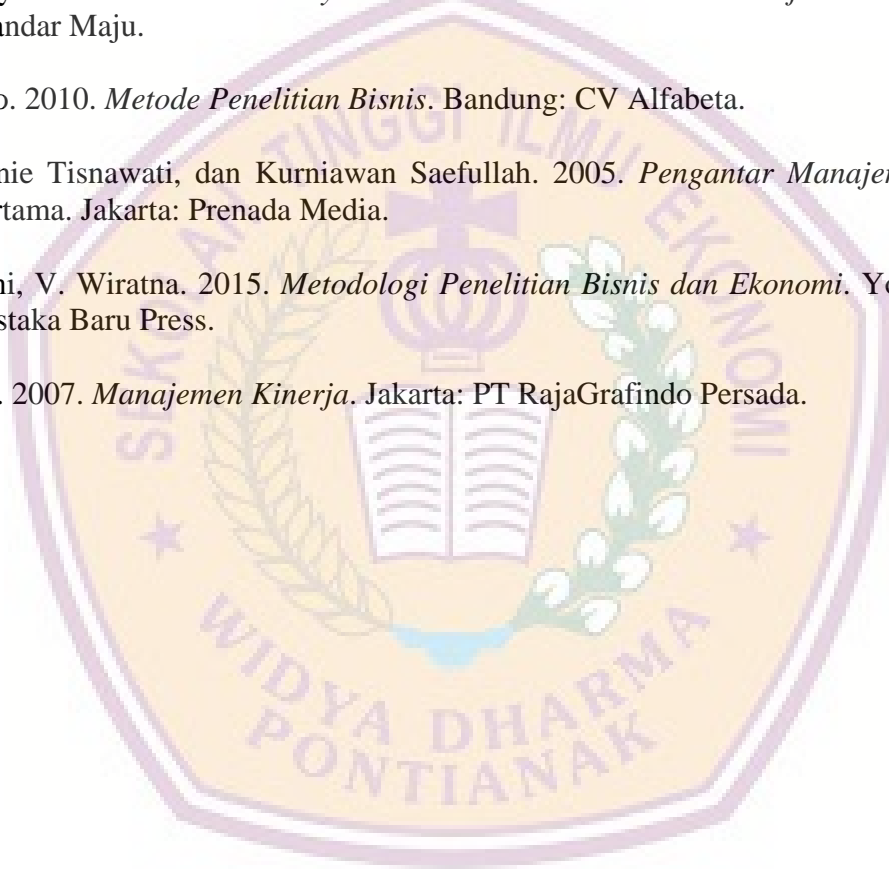 andar Maju.
o. 2010. Metode Penelitian Bisnis. Bandung: CV Alfabeta.
nie Tisnawati, dan Kurniawan Saefullah. 2005. Pengantar Manajem
rtama. Jakarta: Prenada Media.
ni, V. Wiratna. 2015. Metodologi Penelitian Bisnis dan Ekonomi. Yo
staka Baru Press.
. 2007. Manajemen Kinerja. Jakarta: PT RajaGrafindo Persada.
SEKOLAH TINGGI ILMU EKONOMI
WIDYA DHARMA
PONTIANAK